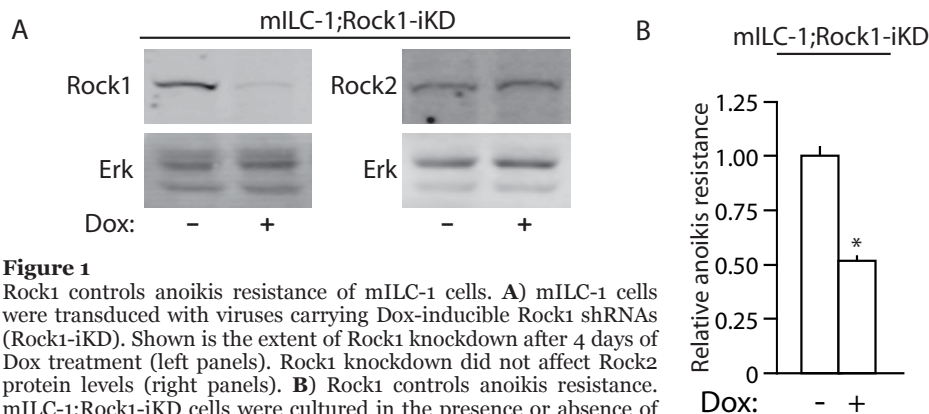 A
mILC-1;Rock1-iKD
Rock1
Rock2
Erk
Erk
Dox: - +
- +
Figure 1
Rock1 controls anoikis resistance of mILC-1 cells. A) mILC-1 cells
were transduced with viruses carrying Dox-inducible Rock1 shRNAs
(Rock1-iKD). Shown is the extent of Rock1 knockdown after 4 days of
Dox treatment (left panels). Rock1 knockdown did not affect Rock2
protein levels (right panels). B) Rock1 controls anoikis resistance.
mILC-1;Rock1-iKD cells were cultured in the presence or absence of
B
mILC-1;Rock1-iKD
Relative anoikis resistance
1.25
1.00
0.75
0.50
0.25
0
*
Dox: - +